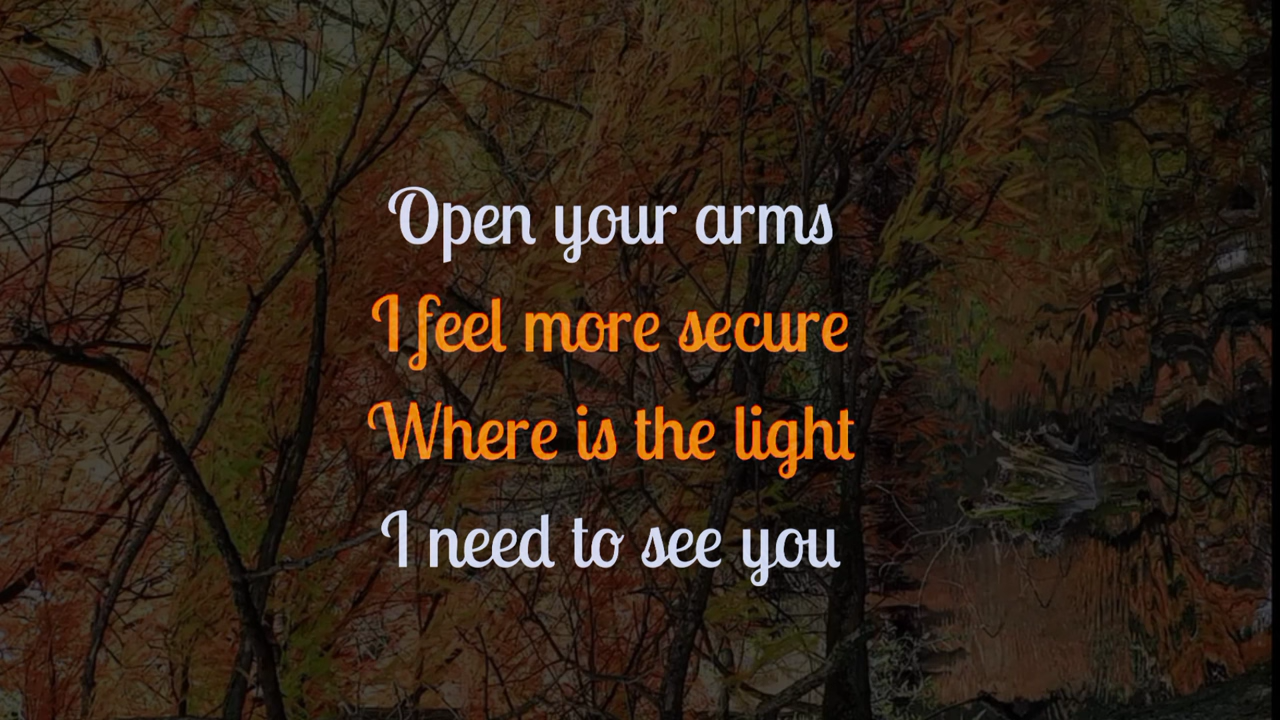 Open your arms
I feel more secure
Where is the light
I need to see you